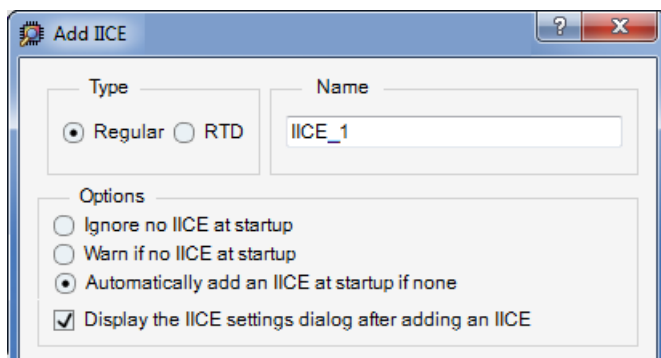 Add IICE
?
X
Type
Name
Regular
RTD
IICE_1
Options
Ignore no IICE at startup
Warn if no IICE at startup
Automatically add an IICE at startup if none
Display the IICE settings dialog after adding an IICE